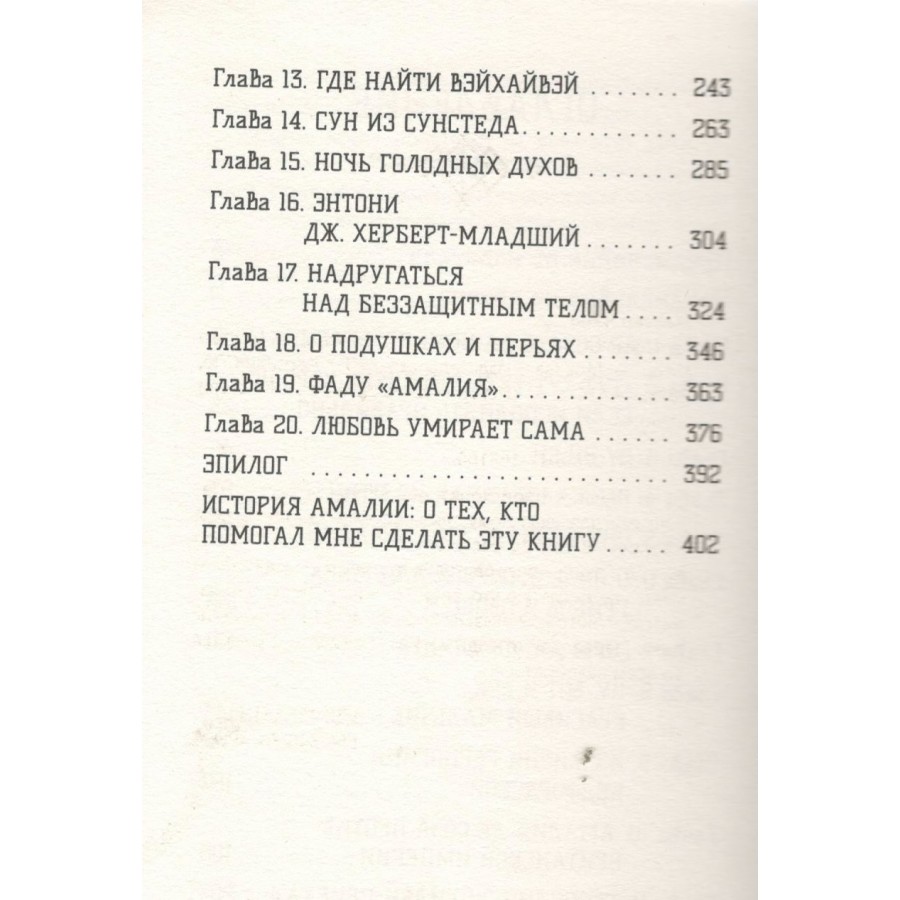 Глава 13. ГДЕ НАЙТИ ВЭЙХАЙВЭЙ ....... 243
Глава 14. СУН ИЗ СУНСТЕДА............ 263
Глава 15. НОЧЬ ГОЛОДНЫХ ДУХОВ ....... 285
Глава 16. ЭНТОНИ
ДЖ. ХЕРБЕРТ-МЛАДШИЙ....... 304
Глава 17. НАДРУГАТЬСЯ
НАД БЕЗЗАЩИТНЫМ ТЕЛОМ.... 324
Глава 18. О ПОДУШКАХ И ПЕРЬЯХ ....... 346
Глава 19. ФАДУ «АМАЛИЯ»............. 363
Глава 20. ЛЮБОВЬ УМИРАЕТ САМА ...... 376
ЭПИЛОГ ............................ 392
ИСТОРИЯ АМАЛИИ: О ТЕХ, КТО
ПОМОГАЛ МНЕ СДЕЛАТЬ ЭТУ КНИГУ..... 402